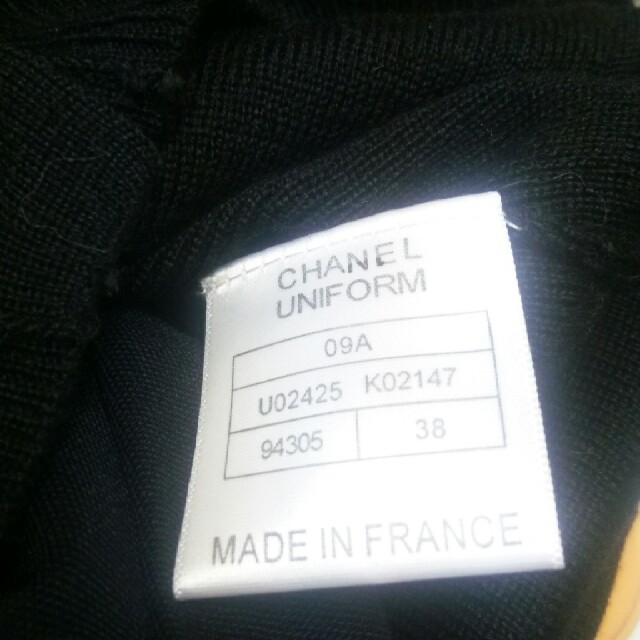 CHANEL
UNIFORM
09A
U02425 K02147
94305 38
MADE IN FRANCE